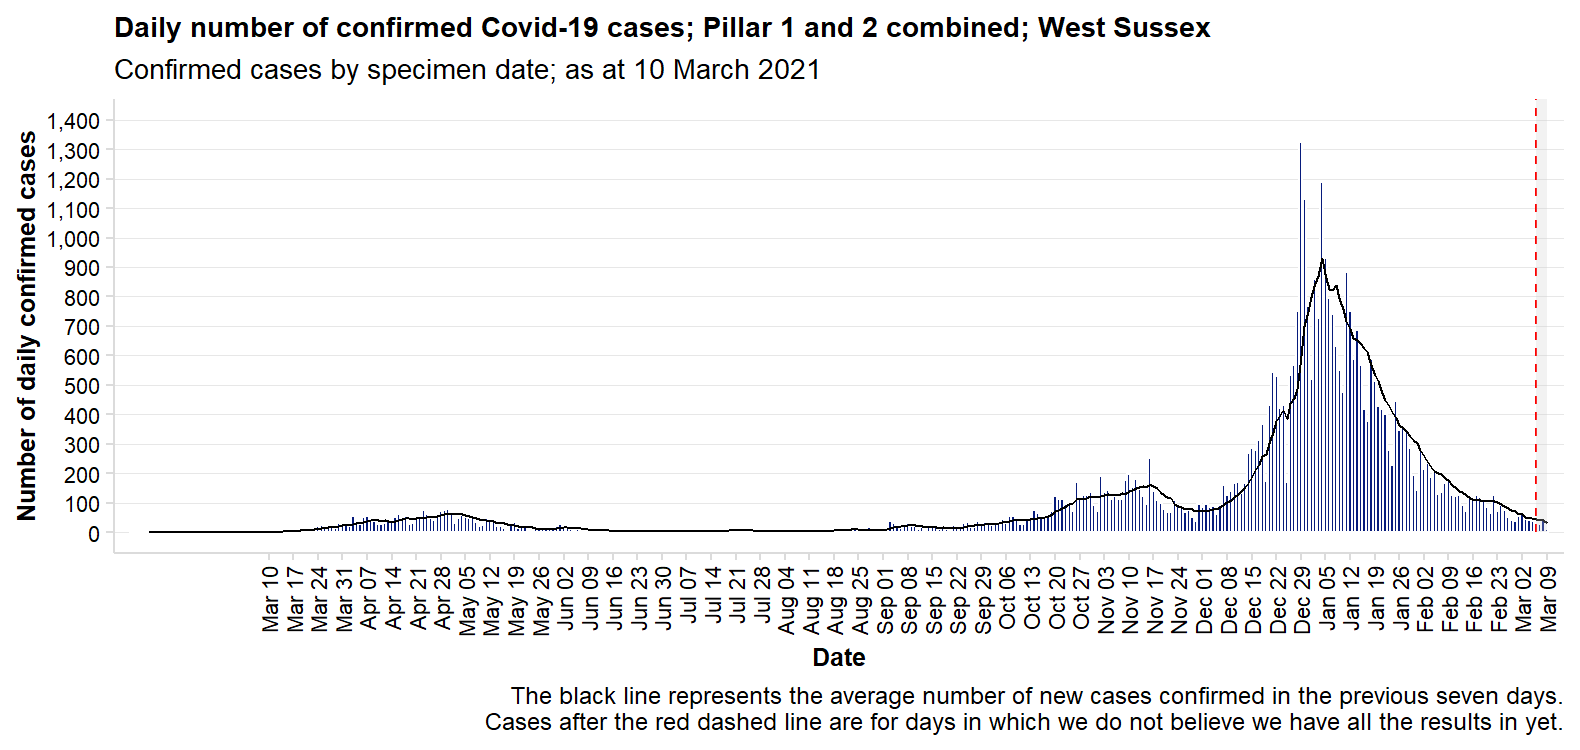 Daily number of confirmed Covid-19 cases; Pillar 1 and 2 combined; West Sussex
Confirmed cases by specimen date; as at 10 March 2021
Number of daily confirmed cases
1,400
1,300
1,200
1,100
1,000
900
800
700
600
500
400
300
200
100
0
Mar 10
Mar 17
Mar 24
Mar 31
Apr 07
Apr 14
Apr 21
Apr 28
May 05
May 12
May 19
May 26
Jun 02
Jun 09
Jun 16
Jun 23
Jun 30
Jul 07
Jul 14
Jul 21
Jul 28
Aug 04
Aug 11
Aug 18
Aug 25
Sep 01
Sep 08
Sep 15
Sep 22
Sep 29
Oct 06
Oct 13
Oct 20
Oct 27
Nov 03
Nov 10
Nov 17
Nov 24
Dec 01
Dec 08
Dec 15
Dec 22
Dec 29
Jan 05
Jan 12
Jan 19
Jan 26
Feb 02
Feb 09
Feb 16
Feb 23
Mar 02
Mar 09
Date
The black line represents the average number of new cases confirmed in the previous seven days.
Cases after the red dashed line are for days in which we do not believe we have all the results in yet.